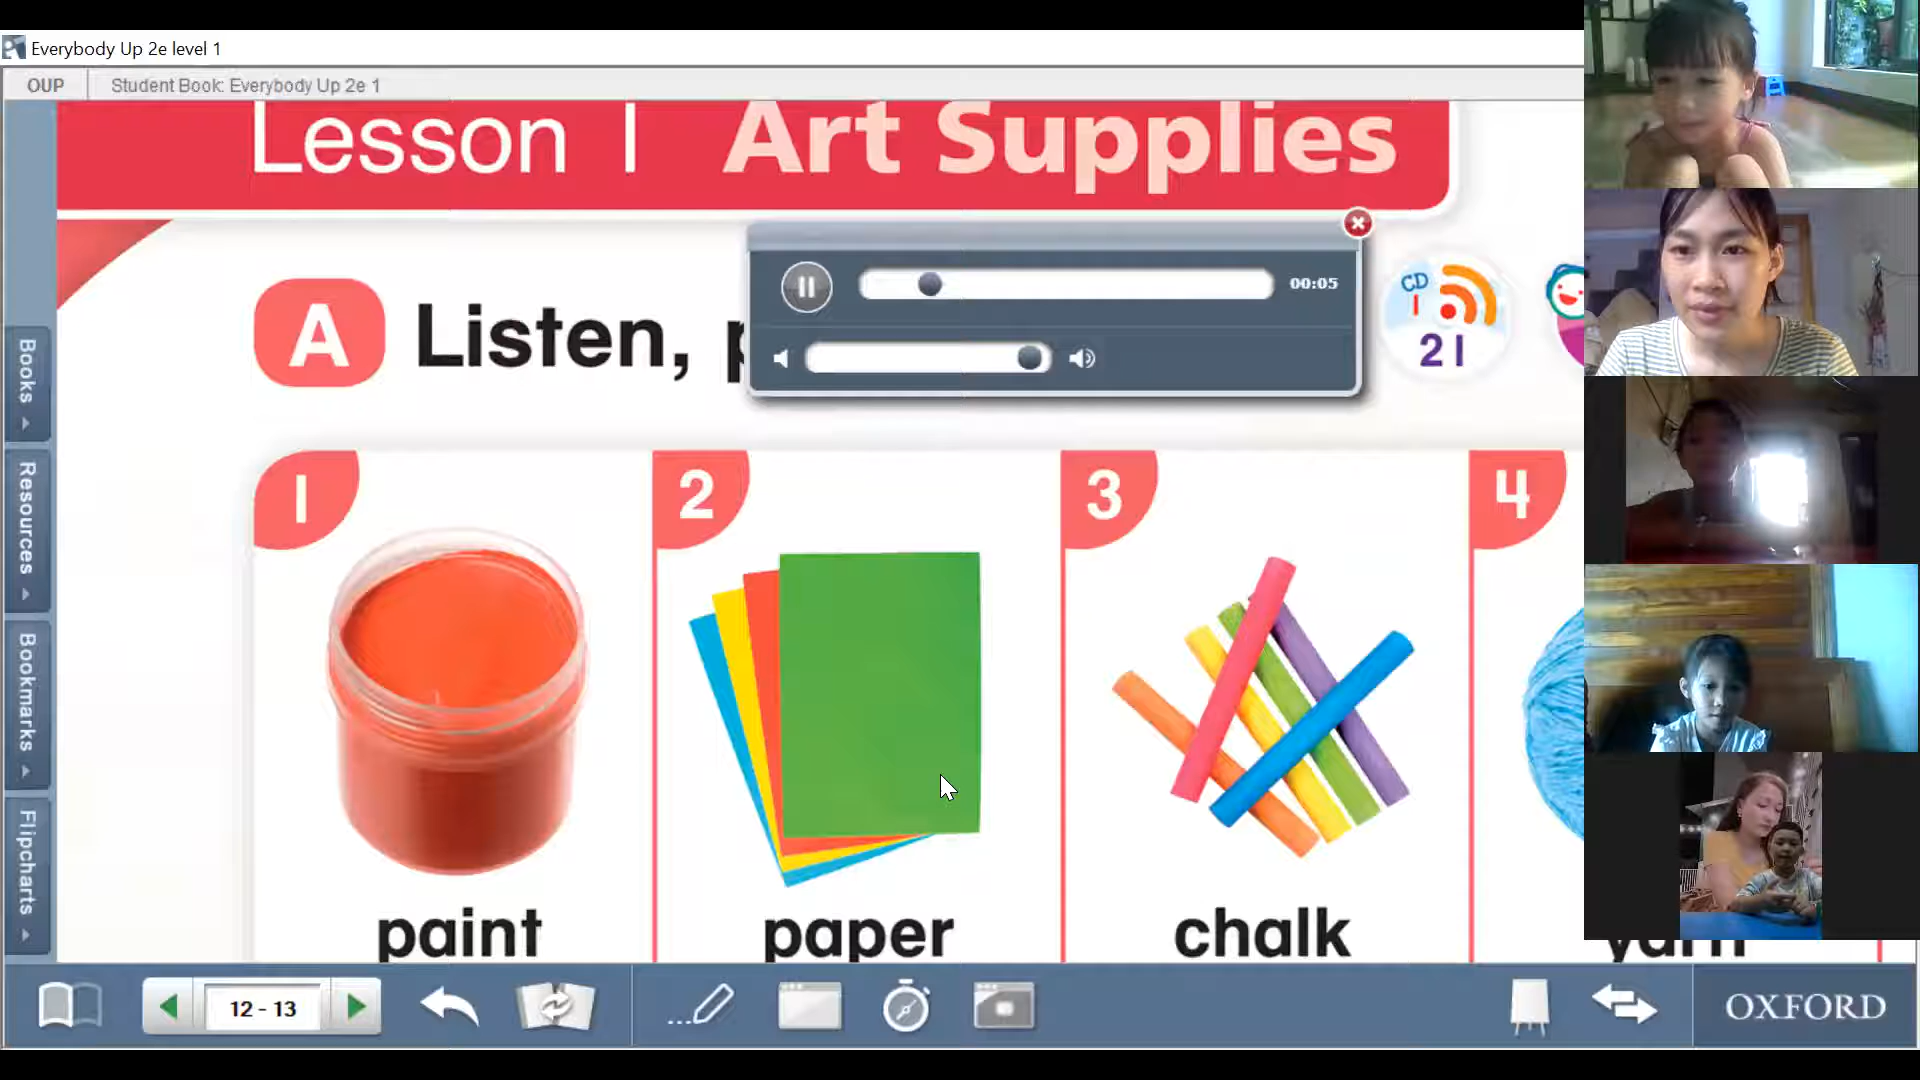 Everybody Up 2e level 1
OUP Student Book: Everybody Up 2e 1
Lesson 1 Art Supplies
A Listen, p
00:05
CD
1
21
1 2 3 4
paint paper chalk yarn
Books
Resources
Bookmarks
Flipcharts
12 - 13
OXFORD